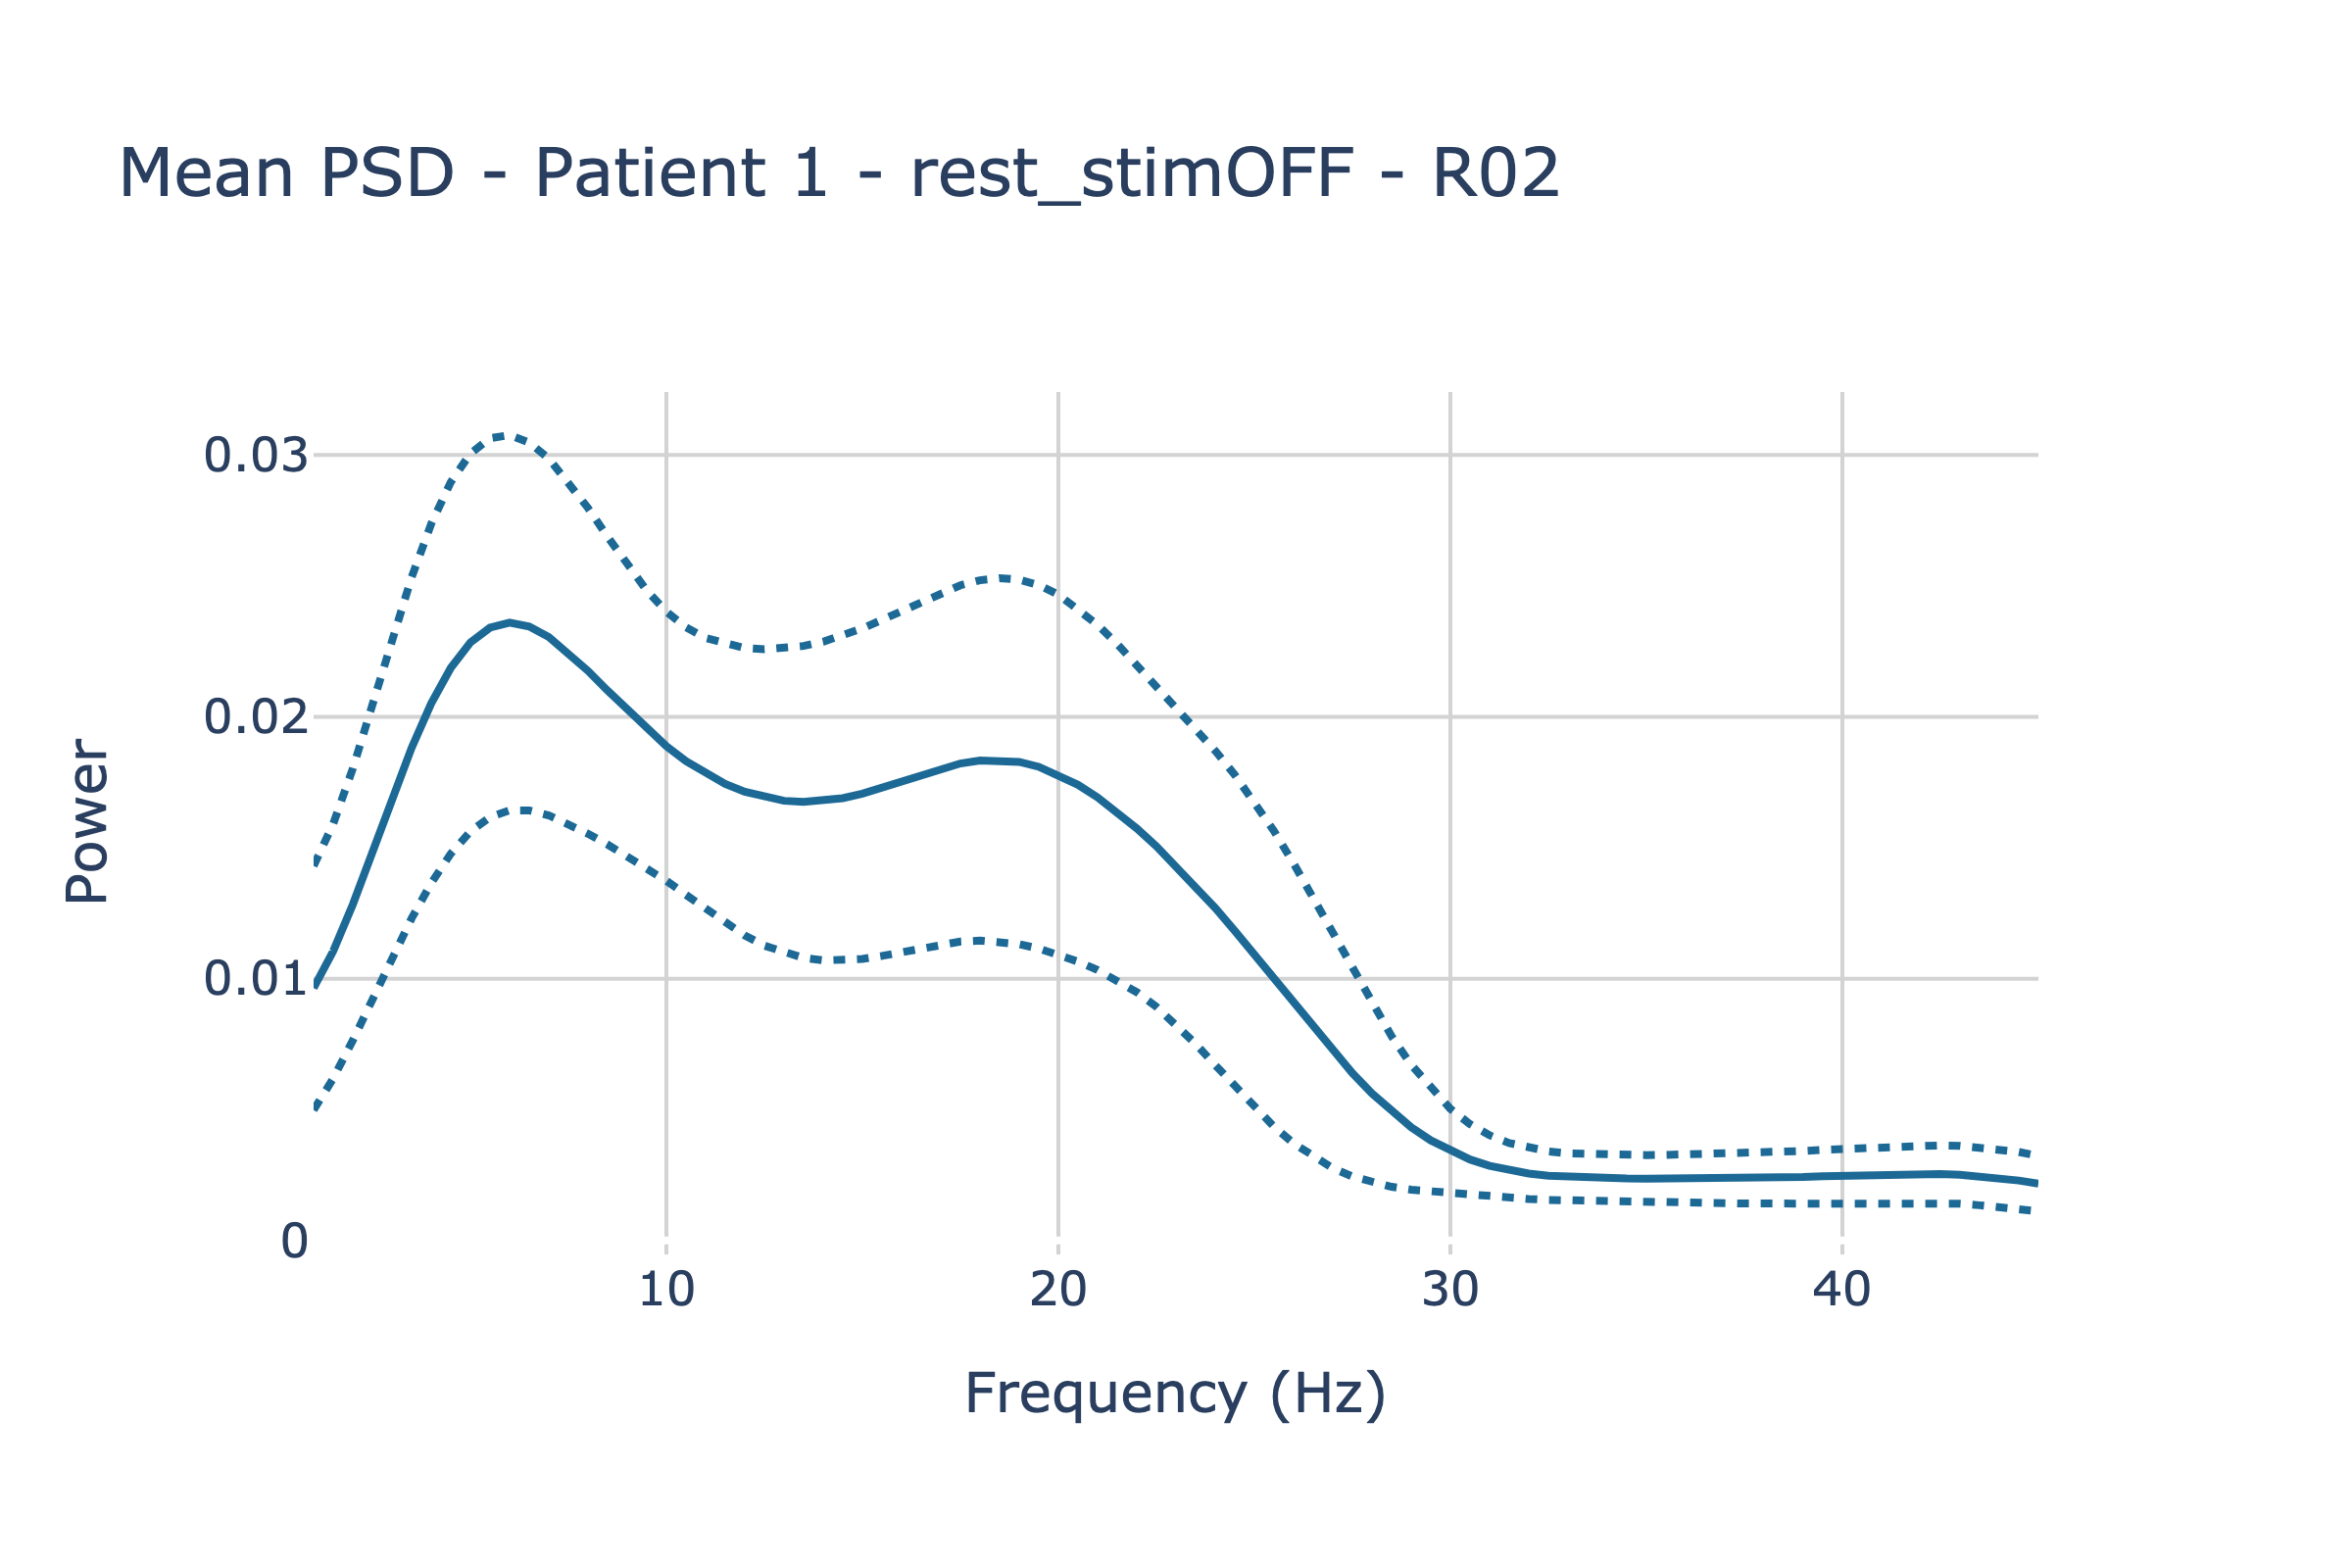 Mean PSD - Patient 1 - rest_stimOFF - R02
0.03
0.02
0.01
0
Power
10 20 30 40
Frequency (Hz)